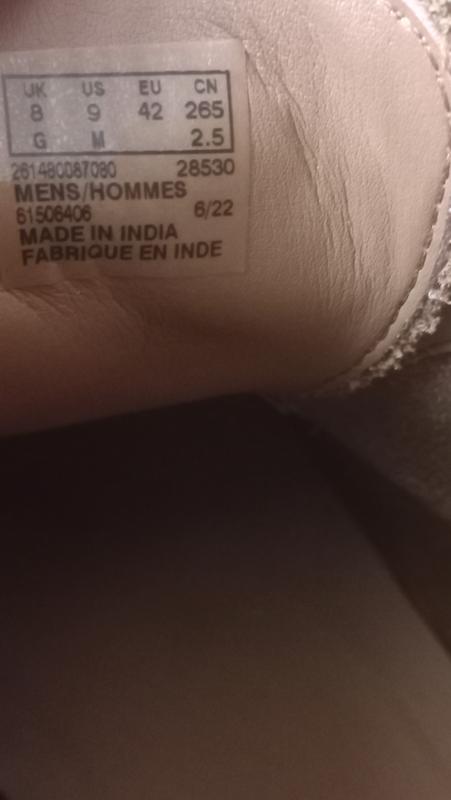 UK US EU CN
8 9 42 265
G M 2.5
261480087080 28530
MENS/HOMMES
61506406 6/22
MADE IN INDIA
FABRIQUE EN INDE